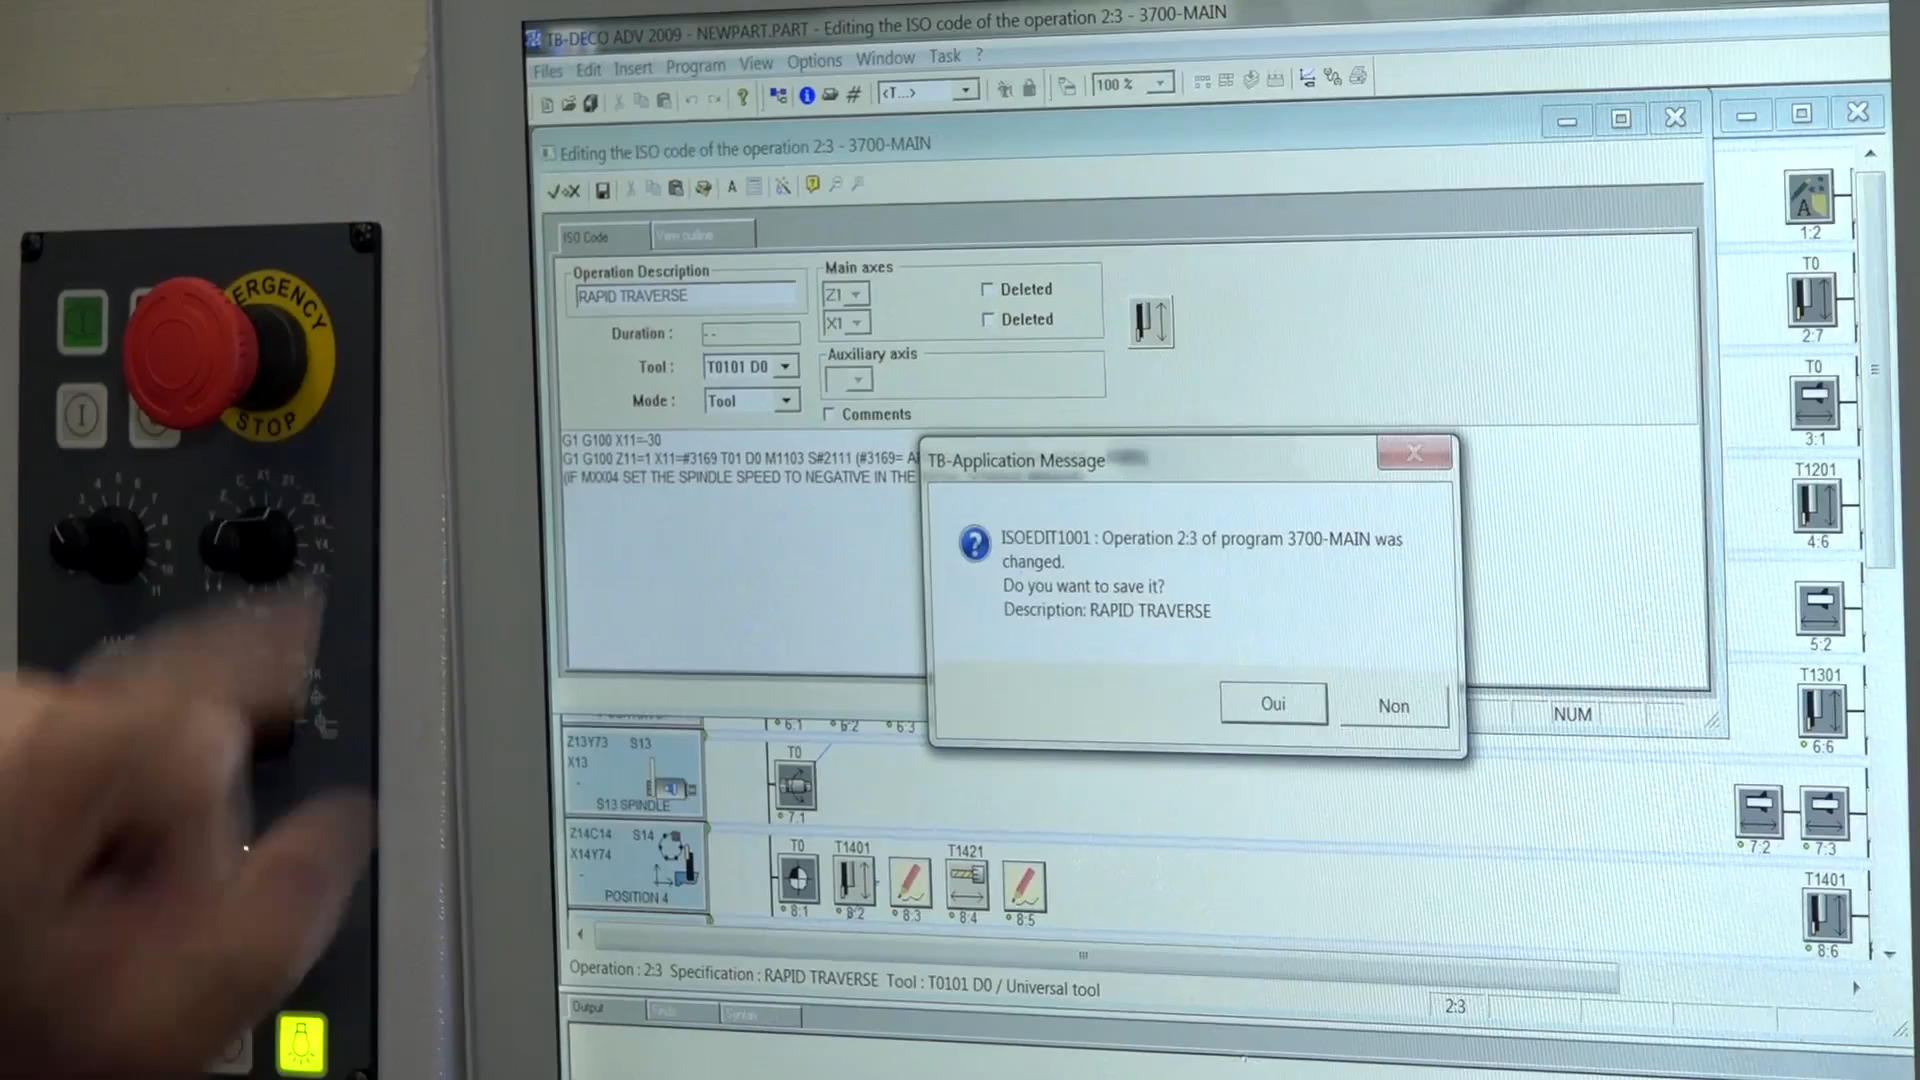 TB-DECO ADV 2009 - NEWPART.PART - Editing the ISO code of the operation 2:3 - 3700-MAIN
Files Edit Insert Program View Options Window Task ?
<T...> 100 %
Editing the ISO code of the operation 2:3 - 3700-MAIN
ISO Code View outline
Operation Description
RAPID TRAVERSE
Duration : - -
Tool : T0101 D0
Mode : Tool
Main axes
Z1 Deleted
X1 Deleted
Auxiliary axis
Comments
G1 G100 X11=-30
G1 G100 Z11=1 X11=#3169 T01 D0 M1103 S#2111 (#3169=
(IF MXX04 SET THE SPINDLE SPEED TO NEGATIVE IN THE
TB-Application Message
ISOEDIT1001 : Operation 2:3 of program 3700-MAIN was
changed.
Do you want to save it?
Description: RAPID TRAVERSE
Oui Non
NUM
1:2
T0
2:7
T0
3:1
T1201
4:6
5:2
T1301
6:6
7:2 7:3
T1401
8:6
6:1 6:2 6:3
Z13Y73 S13
X13
S13 SPINDLE
T0
7:1
Z14C14 S14
X14Y74
POSITION 4
T0 T1401 T1421
8:1 8:2 8:3 8:4 8:5
Operation : 2:3 Specification : RAPID TRAVERSE Tool : T0101 D0 / Universal tool
2:3
Output Finds Syntax
EMERGENCY
STOP